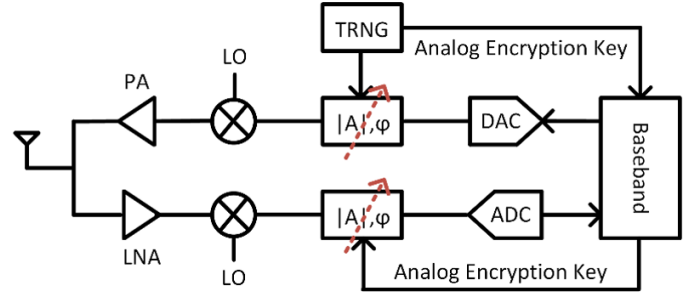 TRNG
Analog Encryption Key
LO
PA
|A|,φ
DAC
Baseband
|A|,φ
ADC
LNA
LO
Analog Encryption Key